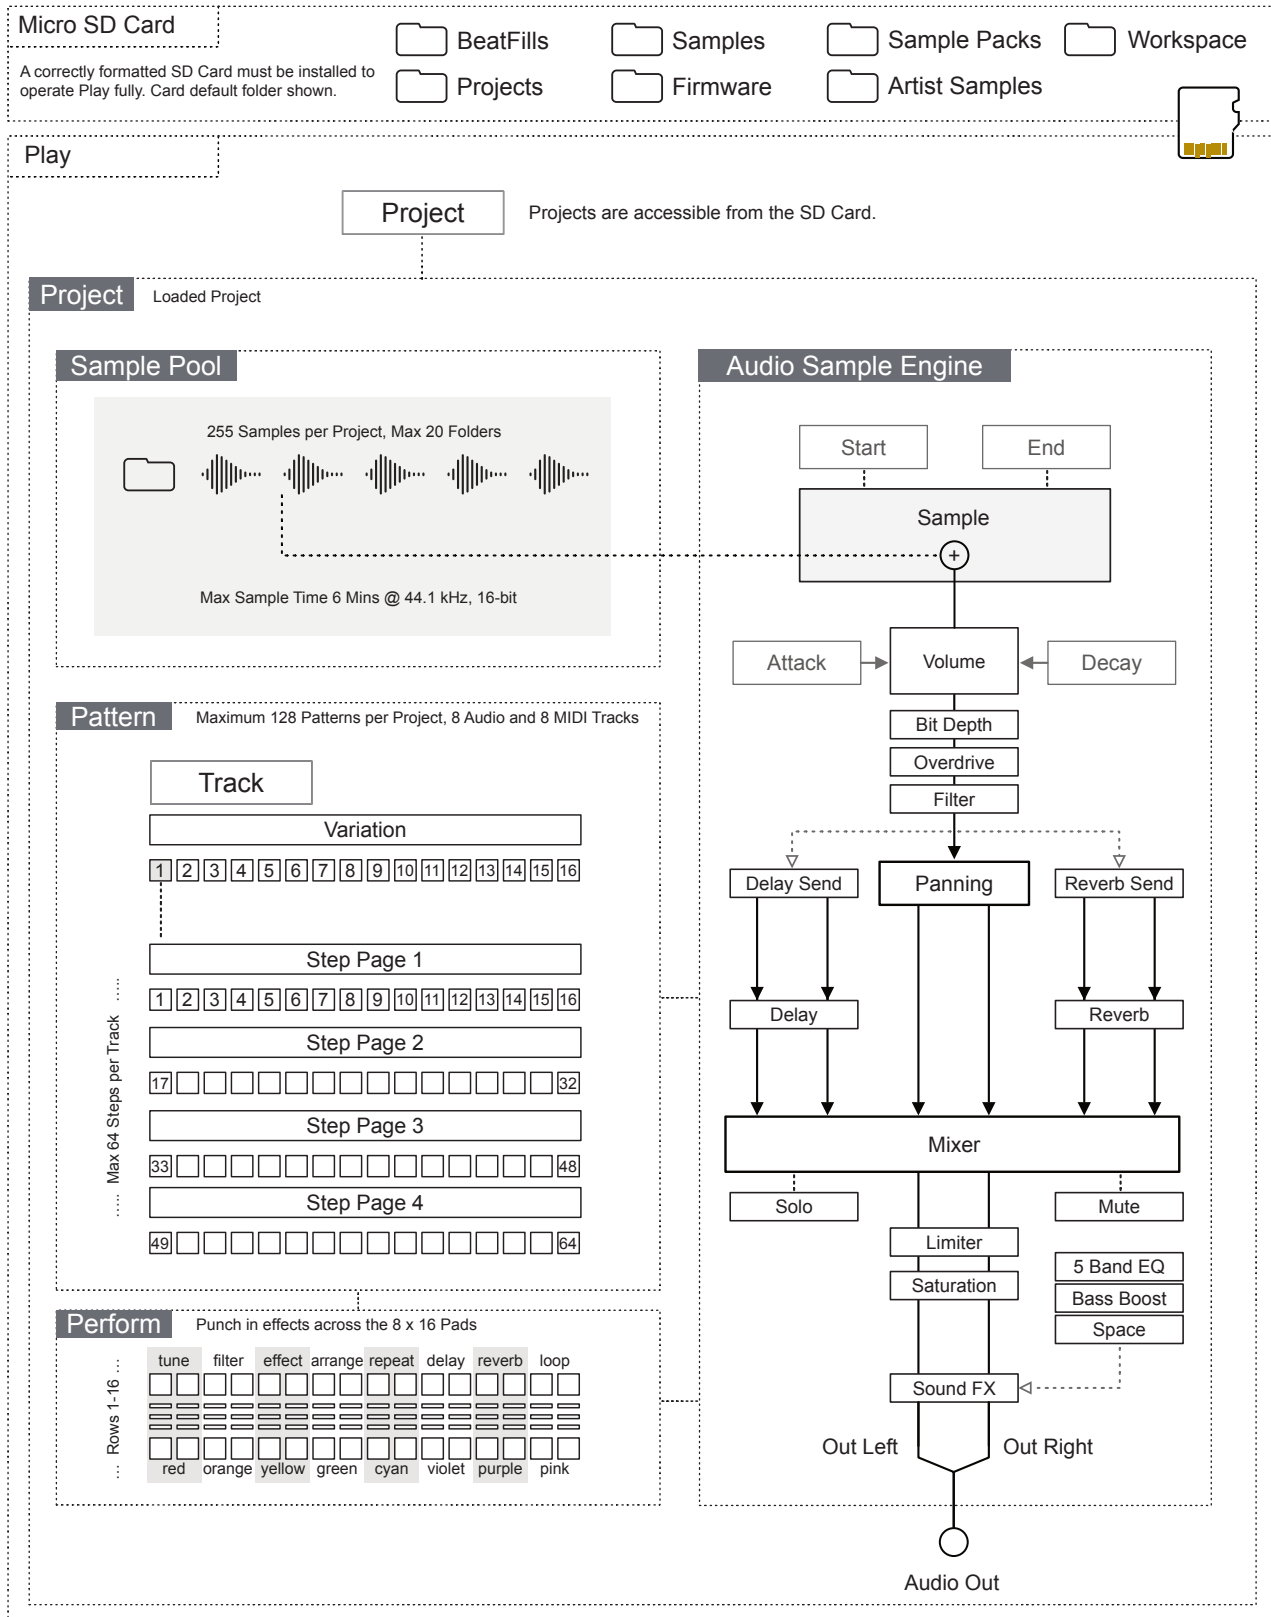 Micro SD Card
A correctly formatted SD Card must be installed to
operate Play fully. Card default folder shown.
BeatFills
Samples
Sample Packs
Workspace
Projects
Firmware
Artist Samples
Play
Project
Projects are accessible from the SD Card.
Project
Loaded Project
Sample Pool
255 Samples per Project, Max 20 Folders
Max Sample Time 6 Mins @ 44.1 kHz, 16-bit
Pattern
Maximum 128 Patterns per Project, 8 Audio and 8 MIDI Tracks
Track
Variation
1 2 3 4 5 6 7 8 9 10 11 12 13 14 15 16
Step Page 1
1 2 3 4 5 6 7 8 9 10 11 12 13 14 15 16
Step Page 2
17 32
Step Page 3
33 48
Step Page 4
49 64
...... Max 64 Steps per Track ......
Perform
Punch in effects across the 8 x 16 Pads
tune filter effect arrange repeat delay reverb loop
red orange yellow green cyan violet purple pink
... Rows 1-16 ...
Audio Sample Engine
Start
End
Sample
+
Attack
Volume
Decay
Bit Depth
Overdrive
Filter
Delay Send
Panning
Reverb Send
Delay
Reverb
Mixer
Solo
Mute
Limiter
Saturation
5 Band EQ
Bass Boost
Space
Sound FX
Out Left
Out Right
Audio Out